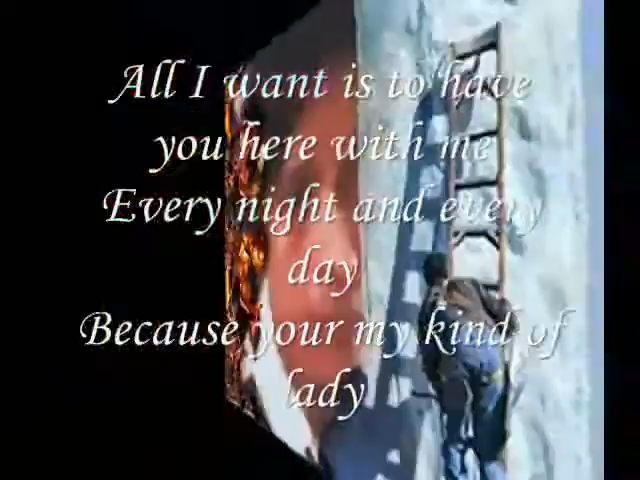 All I want is to have
you here with me
Every night and every
day
Because your my kind of
lady